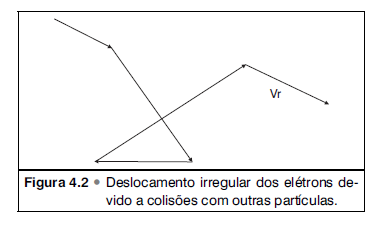 Vr
Figura 4.2 • Deslocamento irregular dos elétrons de-
vido a colisões com outras partículas.